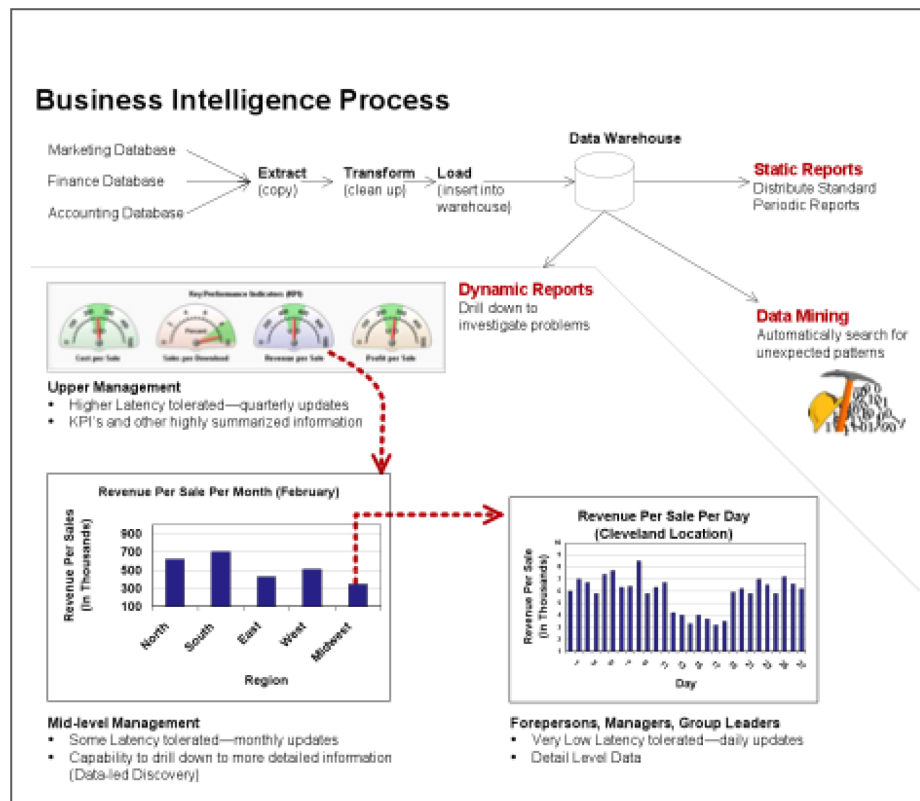 Business Intelligence Process
Marketing Database
Finance Database
Accounting Database
Extract
(copy)
Transform
(clean up)
Load
(insert into
warehouse)
Data Warehouse
Static Reports
Distribute Standard
Periodic Reports
Dynamic Reports
Drill down to
investigate problems
Data Mining
Automatically search for
unexpected patterns
Key Performance Indicators (KPI)
Percent
Cost per Sale
Sales per Download
Revenue per Sale
Profit per Sale
Upper Management
▪ Higher Latency tolerated—quarterly updates
▪ KPI's and other highly summarized information
Revenue Per Sale Per Month (February)
Revenue Per Sales
(In Thousands)
900
700
500
300
100
North
South
East
West
Midwest
Region
Mid-level Management
▪ Some Latency tolerated—monthly updates
▪ Capability to drill down to more detailed information
(Data-led Discovery)
Revenue Per Sale Per Day
(Cleveland Location)
Revenue Per Sale
(In Thousands)
Day
Forepersons, Managers, Group Leaders
▪ Very Low Latency tolerated—daily updates
▪ Detail Level Data